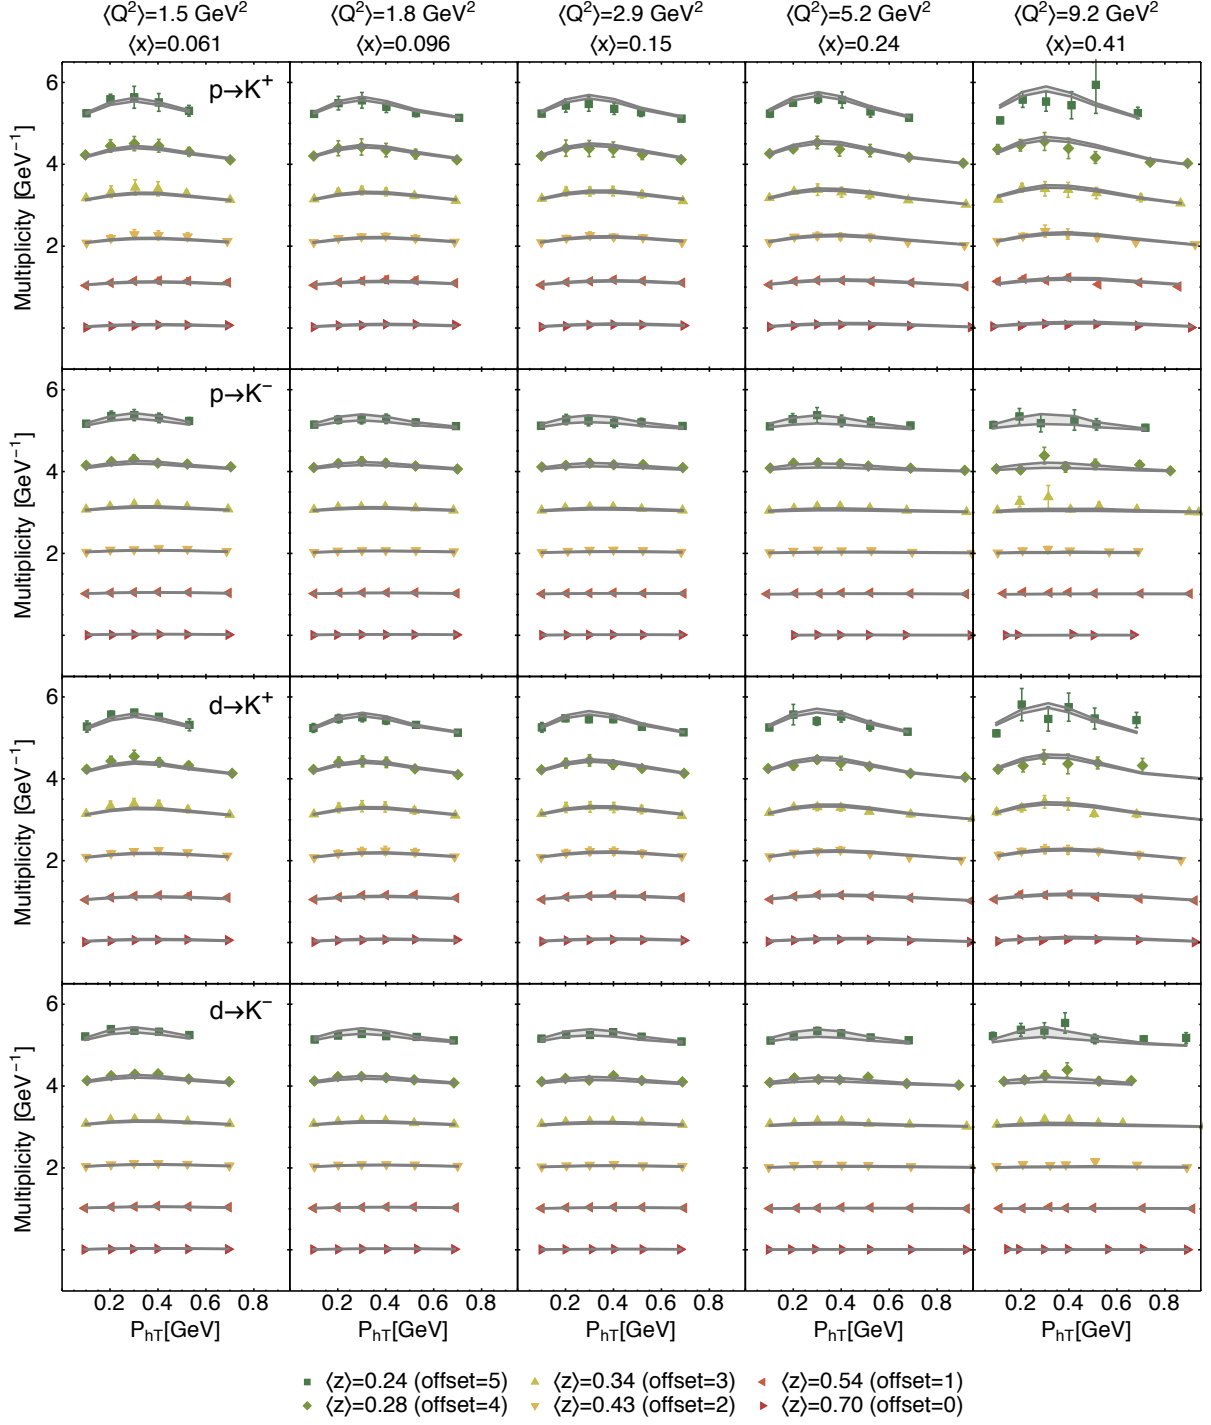 ⟨Q²⟩=1.5 GeV² ⟨Q²⟩=1.8 GeV² ⟨Q²⟩=2.9 GeV² ⟨Q²⟩=5.2 GeV² ⟨Q²⟩=9.2 GeV²
⟨x⟩=0.061 ⟨x⟩=0.096 ⟨x⟩=0.15 ⟨x⟩=0.24 ⟨x⟩=0.41
6
p→K⁺
4
Multiplicity [GeV⁻¹]
2
6
p→K⁻
4
Multiplicity [GeV⁻¹]
2
6
d→K⁺
4
Multiplicity [GeV⁻¹]
2
6
d→K⁻
4
Multiplicity [GeV⁻¹]
2
0.2 0.4 0.6 0.8 0.2 0.4 0.6 0.8 0.2 0.4 0.6 0.8 0.2 0.4 0.6 0.8 0.2 0.4 0.6 0.8
P_hT[GeV] P_hT[GeV] P_hT[GeV] P_hT[GeV] P_hT[GeV]
⟨z⟩=0.24 (offset=5) ⟨z⟩=0.34 (offset=3) ⟨z⟩=0.54 (offset=1)
⟨z⟩=0.28 (offset=4) ⟨z⟩=0.43 (offset=2) ⟨z⟩=0.70 (offset=0)